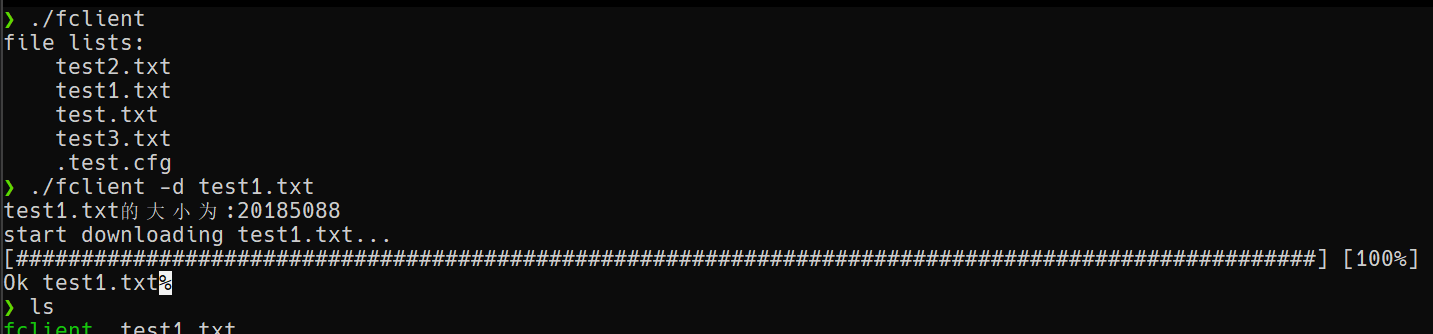 ❯ ./fclient
file lists:
    test2.txt
    test1.txt
    test.txt
    test3.txt
    .test.cfg
❯ ./fclient -d test1.txt
test1.txt的大小为:20185088
start downloading test1.txt...
[####################################################################################################] [100%]
Ok test1.txt%
❯ ls
fclient  test1.txt